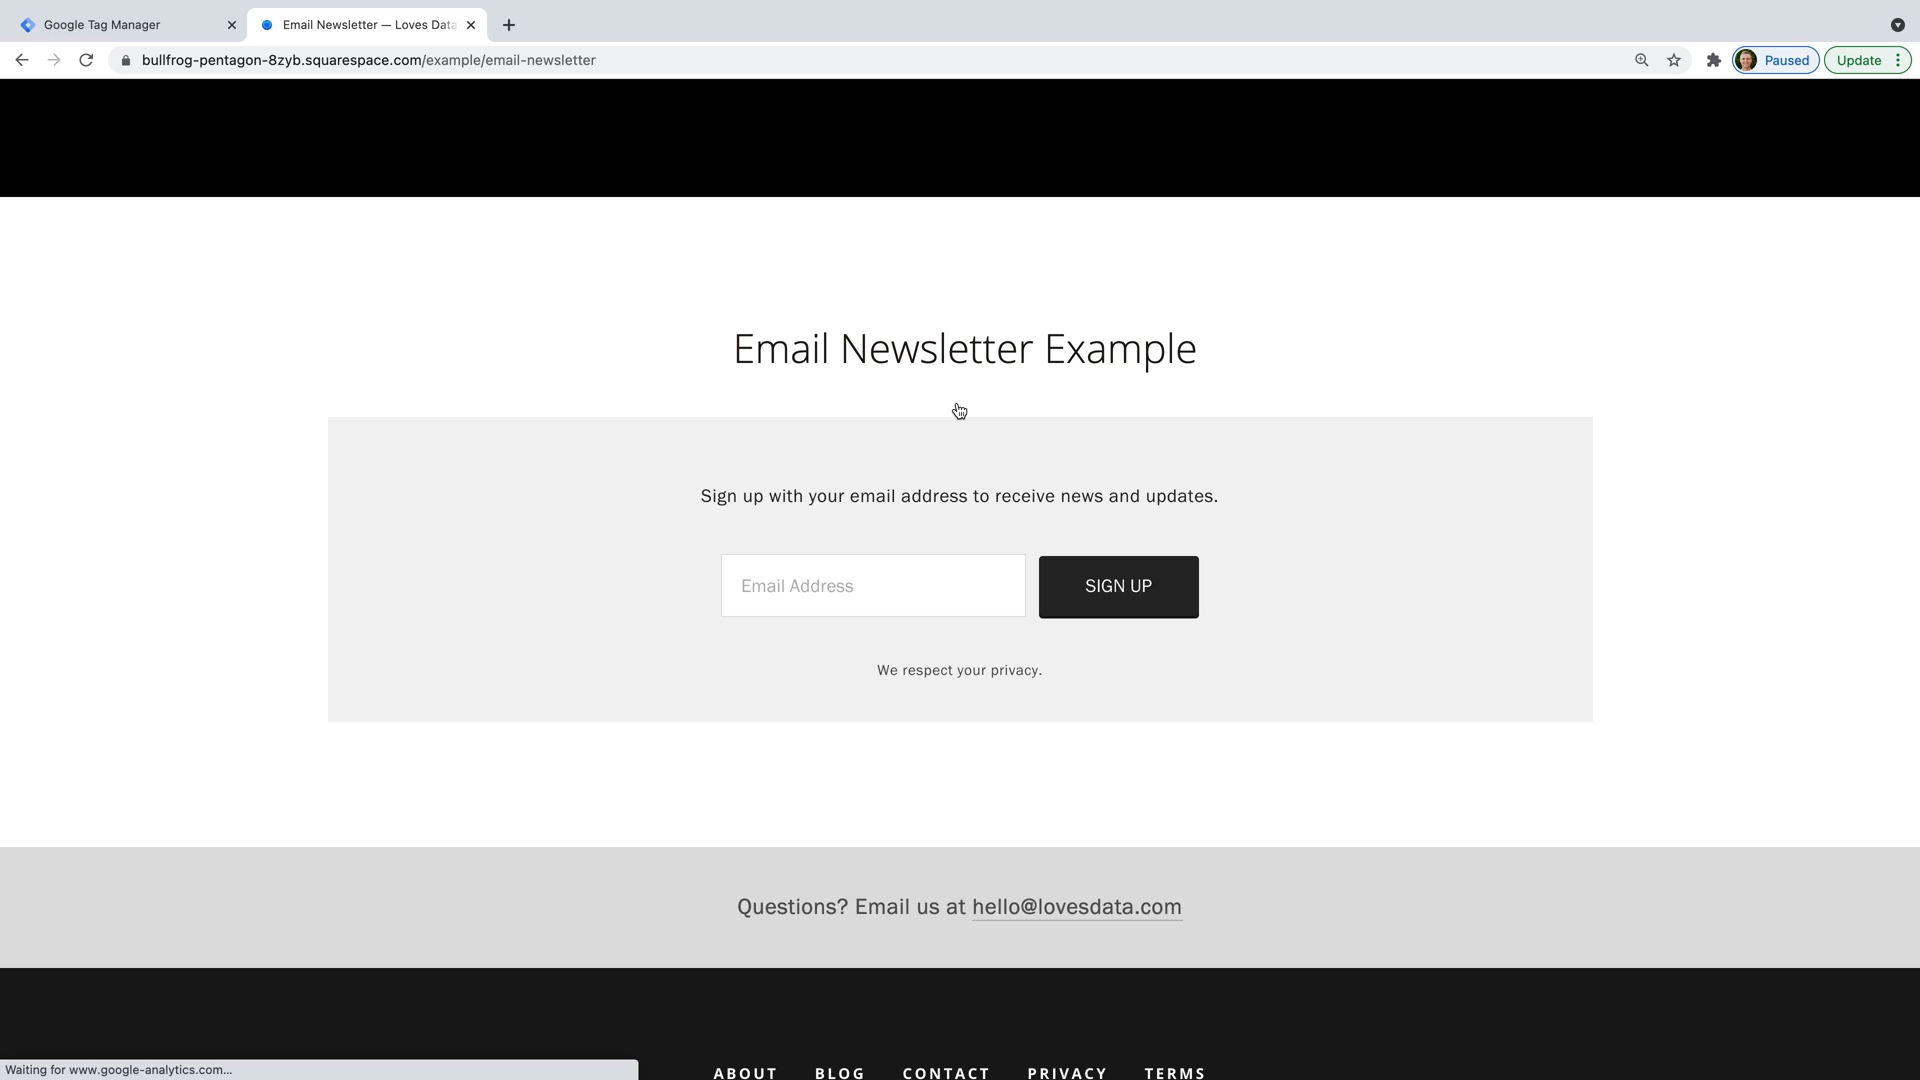 Google Tag Manager
Email Newsletter — Loves Data
bullfrog-pentagon-8zyb.squarespace.com/example/email-newsletter
Paused
Update
Email Newsletter Example
Sign up with your email address to receive news and updates.
Email Address
SIGN UP
We respect your privacy.
Questions? Email us at hello@lovesdata.com
ABOUT BLOG CONTACT PRIVACY TERMS
Waiting for www.google-analytics.com...